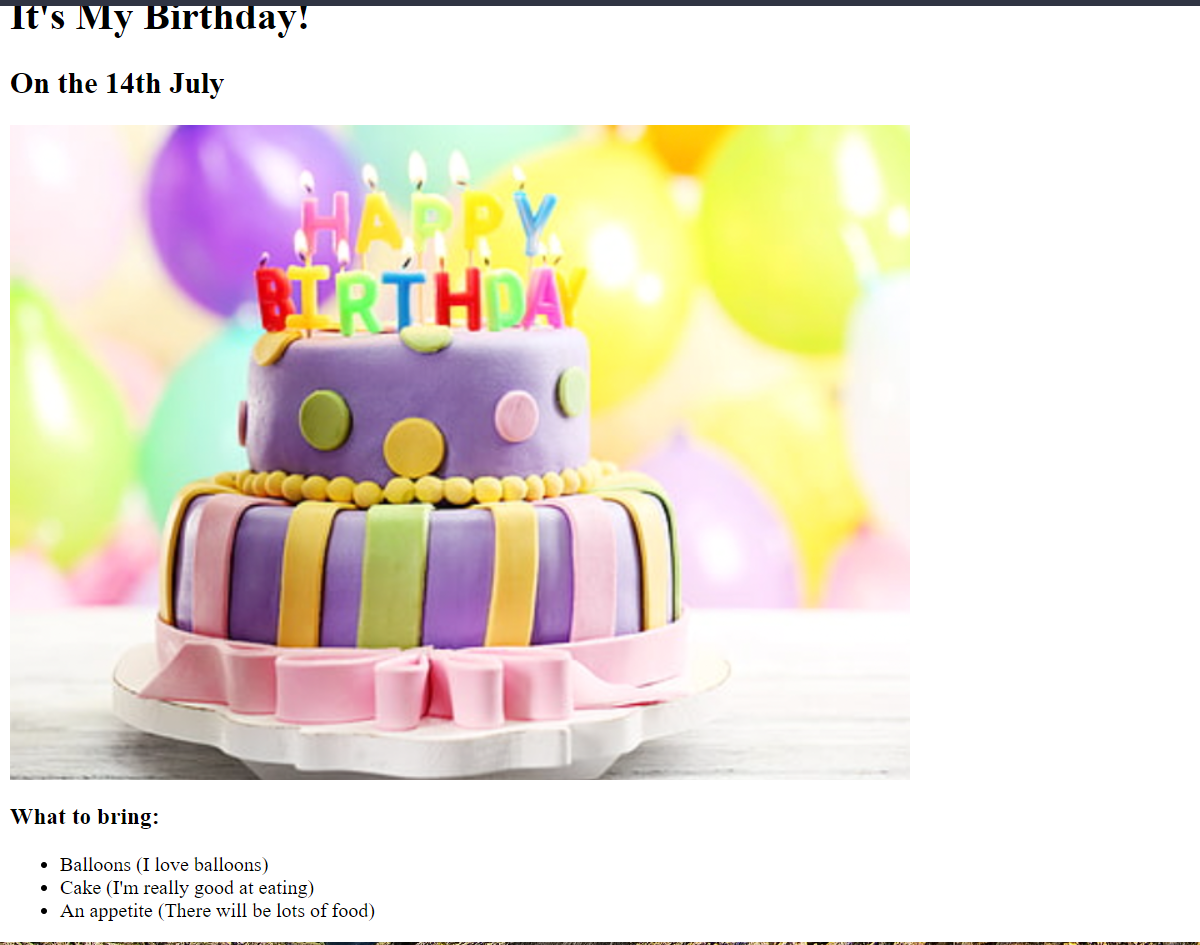 It's My Birthday!
On the 14th July
HAPPY
BIRTHDAY
What to bring:
• Balloons (I love balloons)
• Cake (I'm really good at eating)
• An appetite (There will be lots of food)